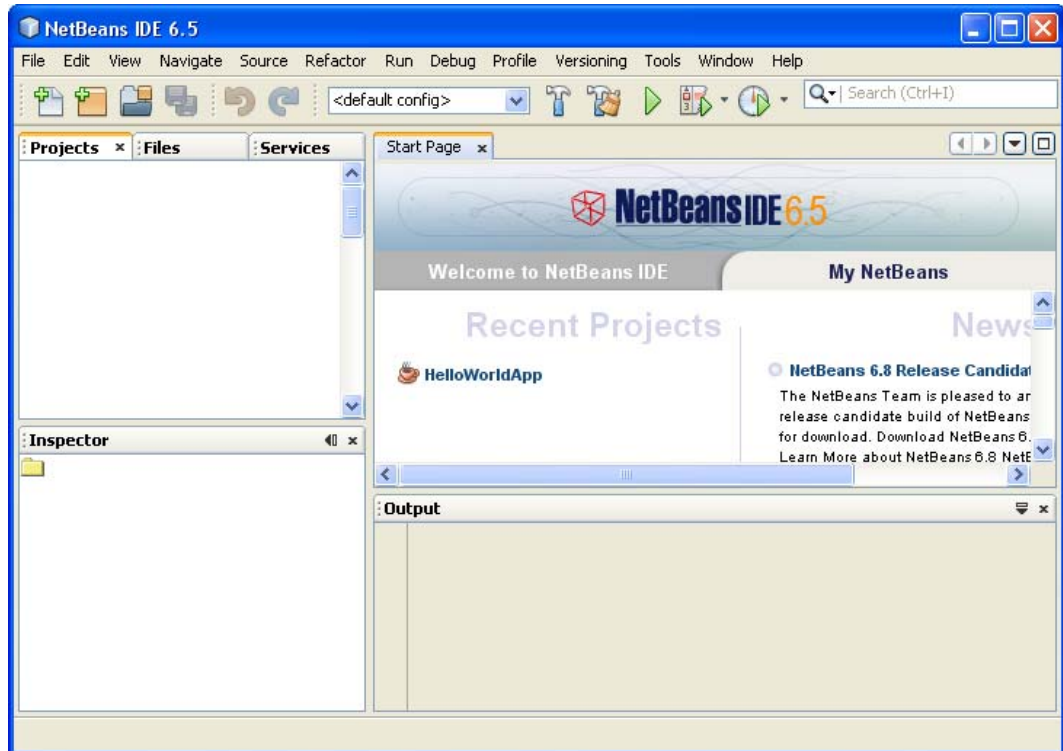 NetBeans IDE 6.5
File Edit View Navigate Source Refactor Run Debug Profile Versioning Tools Window Help
<default config>
Search (Ctrl+I)
Projects Files Services
Start Page
NetBeans IDE 6.5
Welcome to NetBeans IDE
My NetBeans
Recent Projects
HelloWorldApp
News
NetBeans 6.8 Release Candidat
The NetBeans Team is pleased to an
release candidate build of NetBeans
for download. Download NetBeans 6.
Learn More about NetBeans 6.8 NetB
Inspector
Output